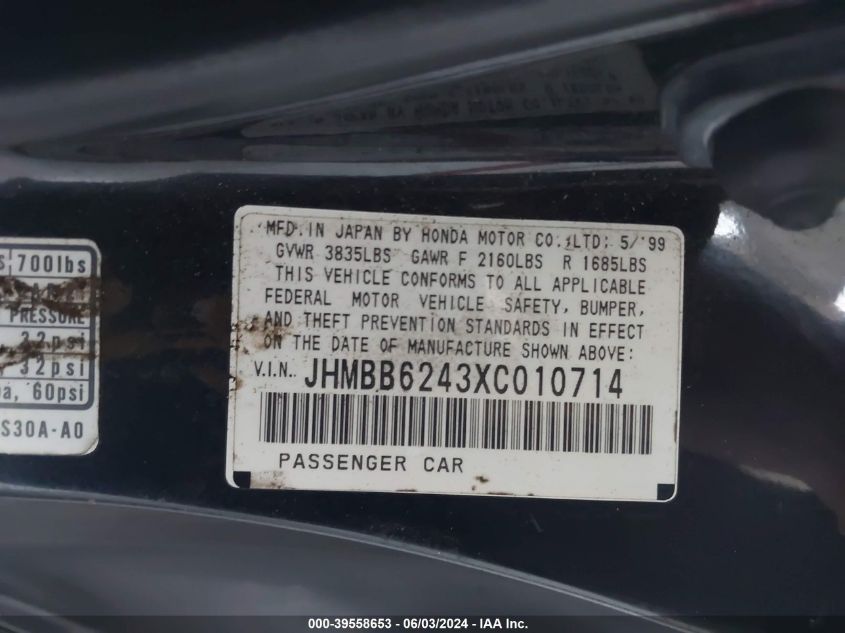 MFD. IN JAPAN BY HONDA MOTOR CO., LTD: 5/'99
GVWR 3835LBS GAWR F 2160LBS R 1685LBS
THIS VEHICLE CONFORMS TO ALL APPLICABLE
FEDERAL MOTOR VEHICLE SAFETY, BUMPER,
AND THEFT PREVENTION STANDARDS IN EFFECT
ON THE DATE OF MANUFACTURE SHOWN ABOVE:
V.I.N.. JHMBB6243XC010714
PASSENGER CAR
700lbs
PRESSURE
32psi
32psi
60psi
S30A-A0
000-39558653 - 06/03/2024 - IAA Inc.